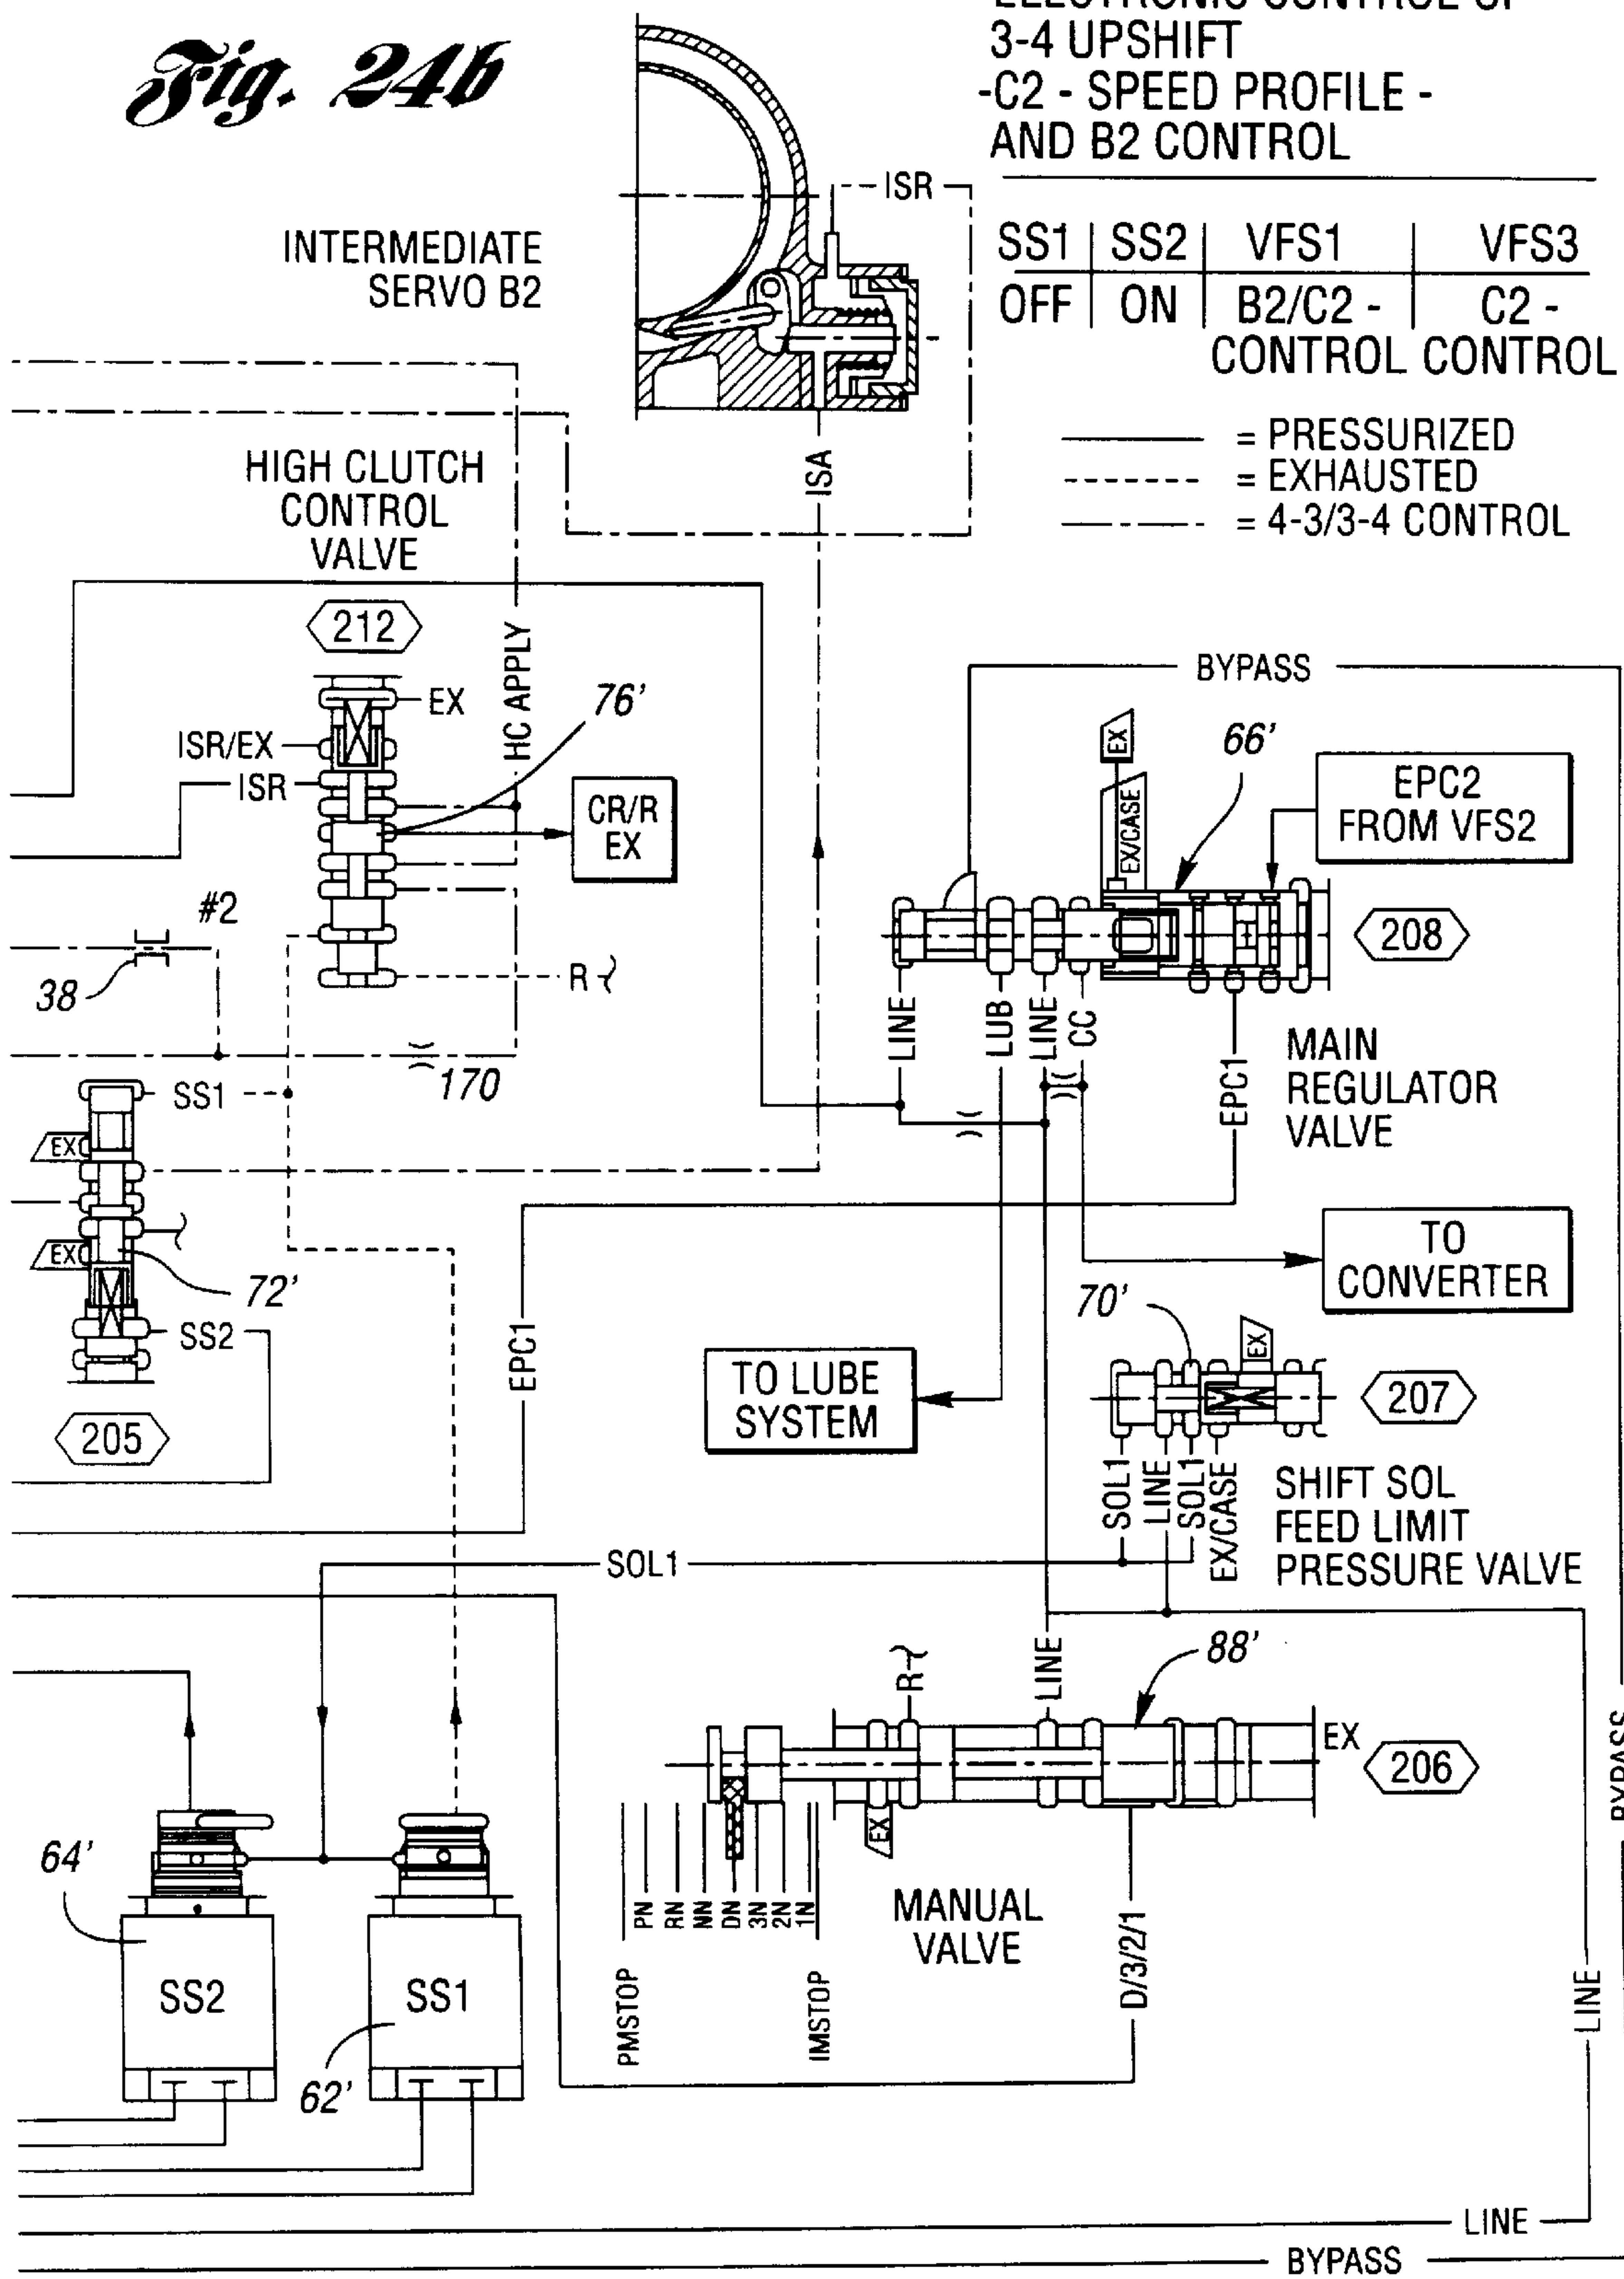 Fig. 24b
3-4 UPSHIFT
-C2 - SPEED PROFILE -
AND B2 CONTROL
SS1 | SS2 | VFS1 | VFS3
OFF | ON | B2/C2 - | C2 -
CONTROL CONTROL
= PRESSURIZED
= EXHAUSTED
= 4-3/3-4 CONTROL
INTERMEDIATE
SERVO B2
ISR
ISA
HIGH CLUTCH
CONTROL
VALVE
212
EX
ISR/EX
ISR
HC APPLY
76'
CR/R
EX
R
#2
38
170
SS1
EX
EX
72'
SS2
205
EPC1
BYPASS
EX
EX/CASE
66'
EPC2
FROM VFS2
208
LINE
LUB
LINE
CC
EPC1
MAIN
REGULATOR
VALVE
TO
CONVERTER
TO LUBE
SYSTEM
70'
EX
207
SOL1
LINE
SOL1
EX/CASE
SHIFT SOL
FEED LIMIT
PRESSURE VALVE
SOL1
R
LINE
88'
EX
206
EX
PN
RN
NN
DN
3N
2N
1N
PMSTOP
IMSTOP
MANUAL
VALVE
D/3/2/1
64'
SS2
SS1
62'
BYPASS
LINE
LINE
BYPASS